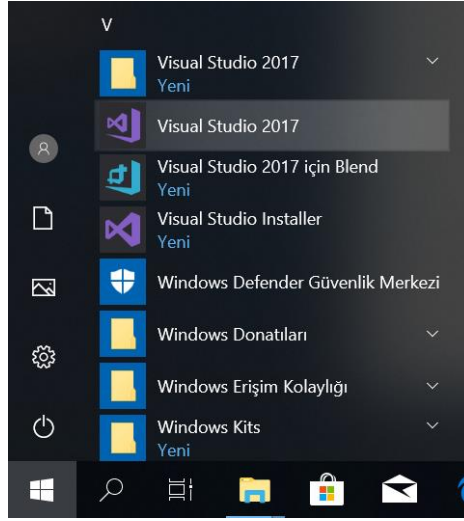 V
Visual Studio 2017
Yeni
Visual Studio 2017
Visual Studio 2017 için Blend
Yeni
Visual Studio Installer
Yeni
Windows Defender Güvenlik Merkezi
Windows Donatıları
Windows Erişim Kolaylığı
Windows Kits
Yeni